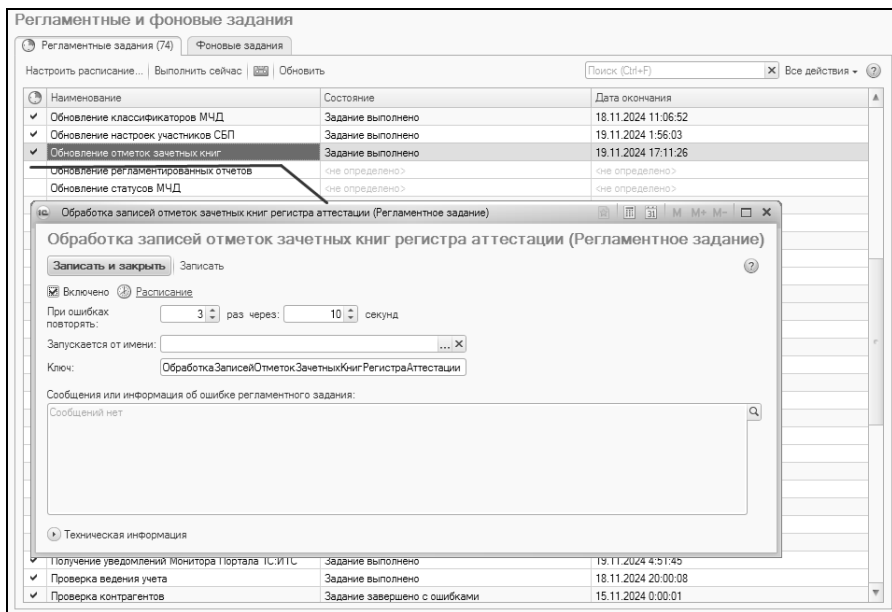 Регламентные и фоновые задания
Регламентные задания (74) Фоновые задания
Настроить расписание... Выполнить сейчас Обновить Поиск (Ctrl+F) × Все действия ?
Наименование Состояние Дата окончания
Обновление классификаторов МЧД Задание выполнено 18.11.2024 11:06:52
Обновление настроек участников СБП Задание выполнено 19.11.2024 1:56:03
Обновление отметок зачетных книг Задание выполнено 19.11.2024 17:11:26
Обновление регламентированных отчетов <не определено> <не определено>
Обновление статусов МЧД <не определено> <не определено>
Обработка записей отметок зачетных книг регистра аттестации (Регламентное задание) M M+ M-
Обработка записей отметок зачетных книг регистра аттестации (Регламентное задание)
Записать и закрыть Записать ?
Включено Расписание
При ошибках
повторять: 3 раз через: 10 секунд
Запускается от имени: ... ×
Ключ: ОбработкаЗаписейОтметокЗачетныхКнигРегистраАттестации
Сообщения или информация об ошибке регламентного задания:
Сообщений нет
Техническая информация
Получение уведомлений Монитора Портала 1С:ИТС Задание выполнено 19.11.2024 4:51:45
Проверка ведения учета Задание выполнено 18.11.2024 20:00:08
Проверка контрагентов Задание завершено с ошибками 15.11.2024 0:00:01